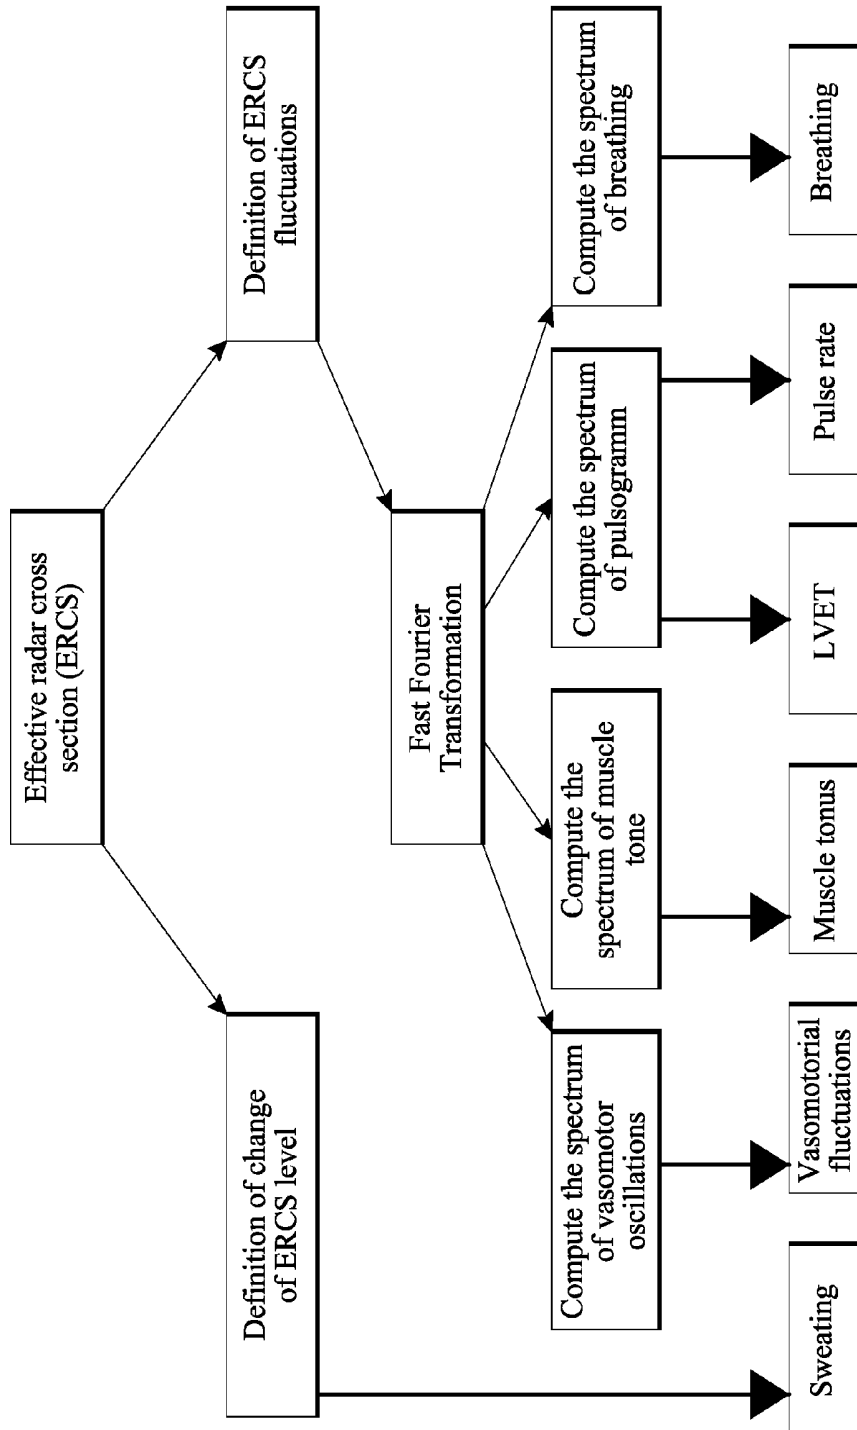 Effective radar cross
section (ERCS)
Definition of change
of ERCS level
Definition of ERCS
fluctuations
Fast Fourier
Transformation
Compute the spectrum
of vasomotor
oscillations
Compute the
spectrum of muscle
tone
Compute the spectrum
of pulsogramm
Compute the spectrum
of breathing
Sweating
Vasomotorial
fluctuations
Muscle tonus
LVET
Pulse rate
Breathing